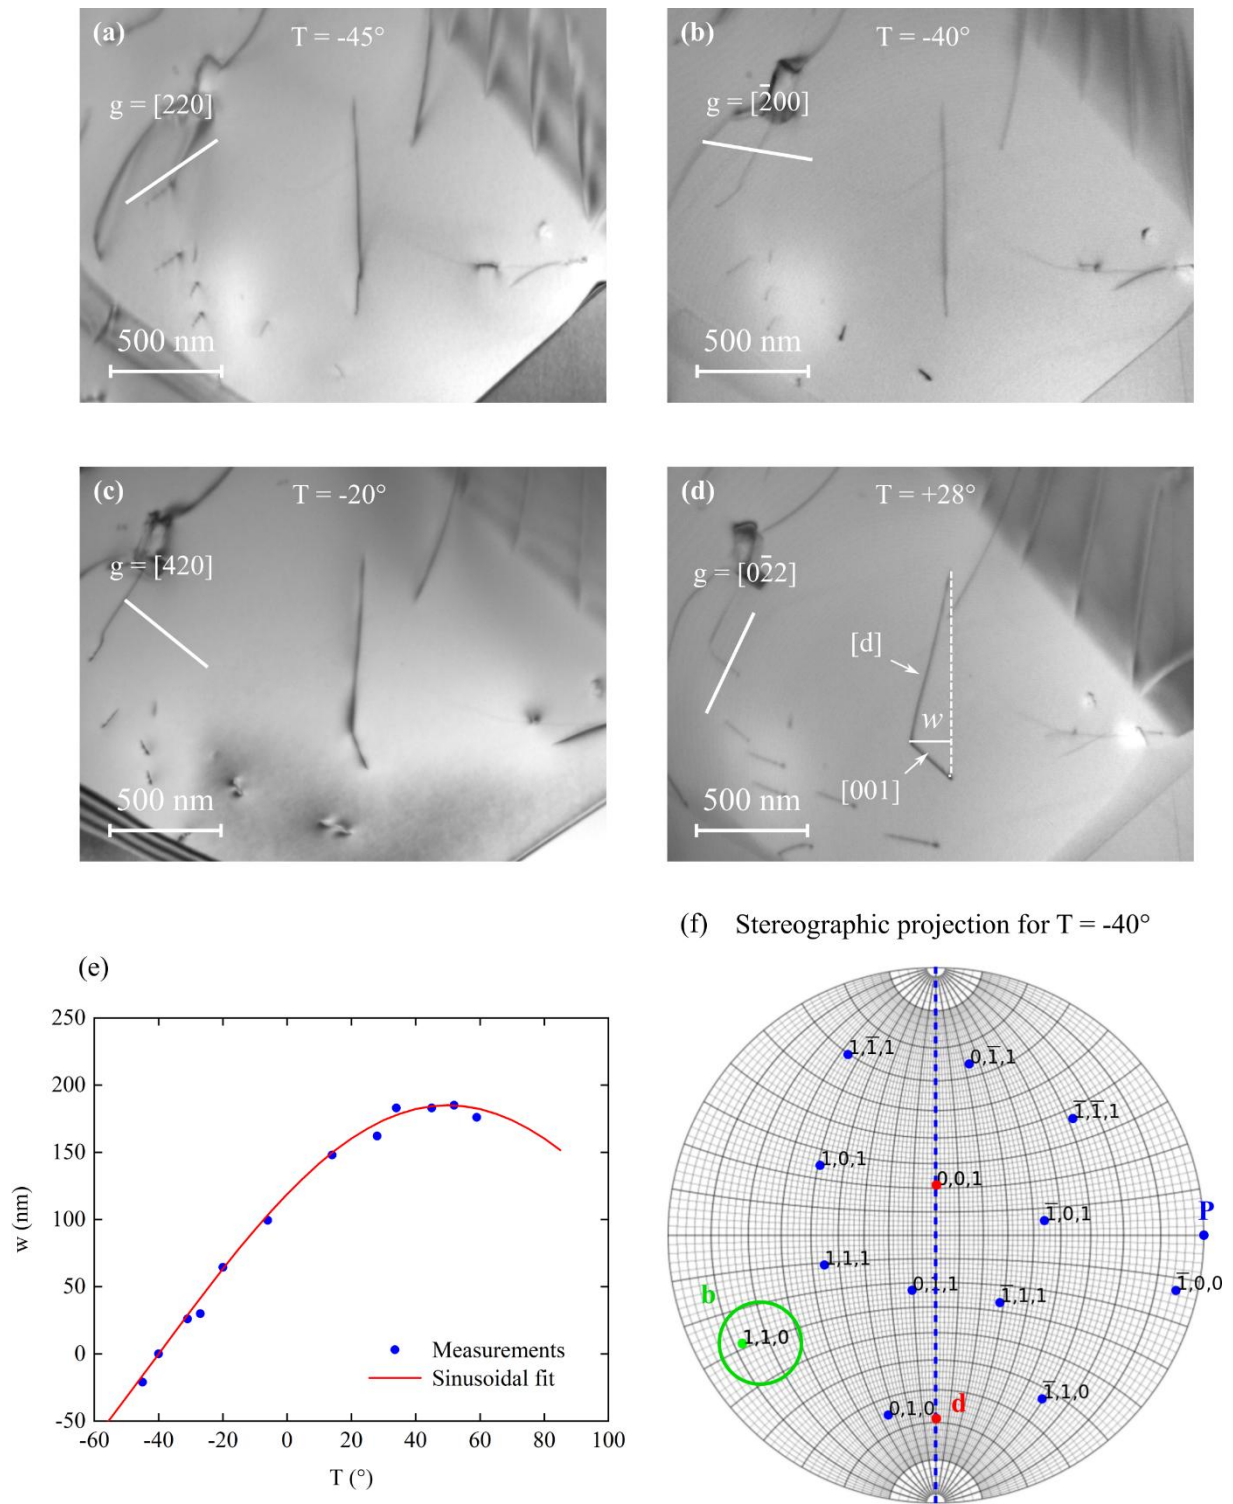 (a)
T = -45°
g = [220]
500 nm
(b)
T = -40°
g = [2̅00]
500 nm
(c)
T = -20°
g = [420]
500 nm
(d)
T = +28°
g = [02̅2]
[d]
w
[001]
500 nm
(e)
250
200
150
100
50
0
-50
w (nm)
Measurements
Sinusoidal fit
-60 -40 -20 0 20 40 60 80 100
T (°)
(f) Stereographic projection for T = -40°
1,1̅,1
0,1̅,1
1̅,1̅,1
1,0,1
0,0,1
1̅,0,1
P
1,1,1
0,1,1
1̅,1,1
1̅,0,0
b
1,1,0
1̅,1,0
0,1,0
d